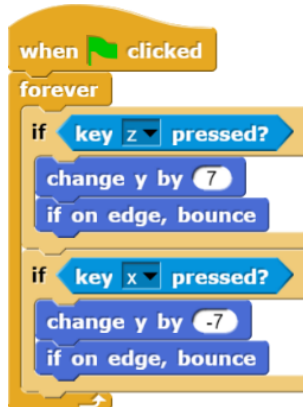 when clicked
forever
if key z pressed?
change y by 7
if on edge, bounce
if key x pressed?
change y by -7
if on edge, bounce